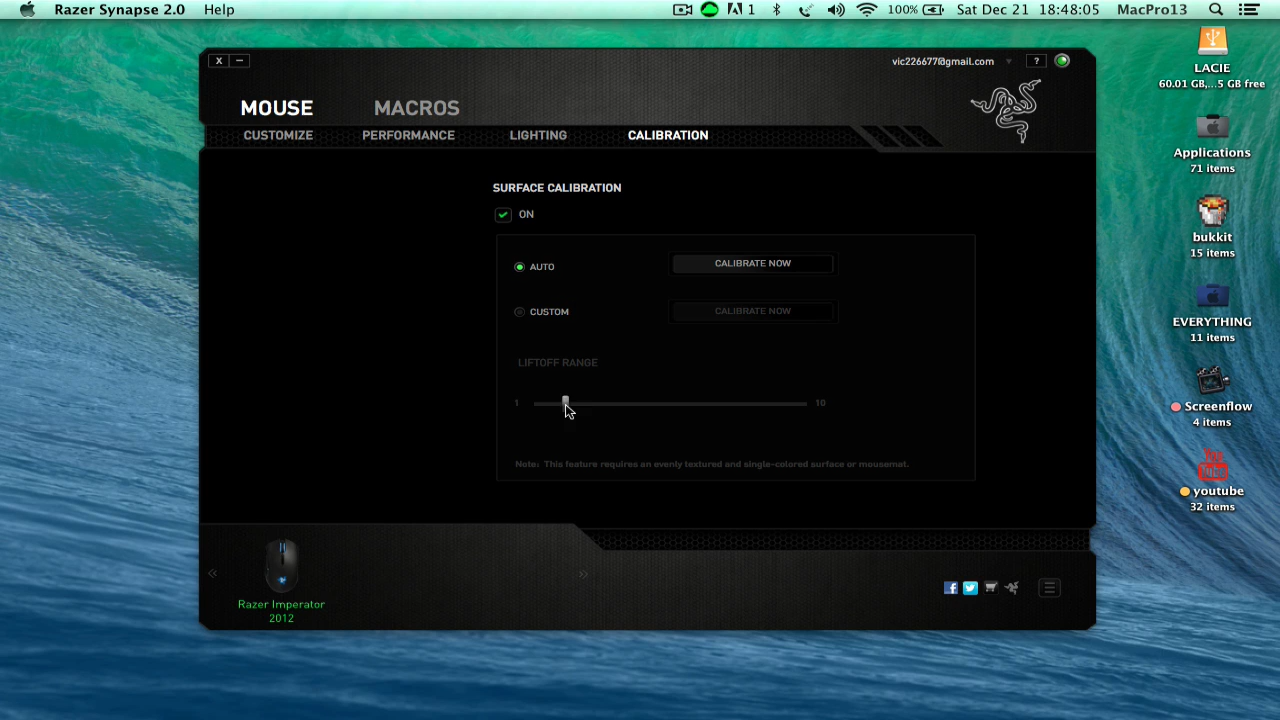 Razer Synapse 2.0 Help 1 100% Sat Dec 21 18:48:05 MacPro13
X − vic226677@gmail.com ?
MOUSE MACROS
CUSTOMIZE PERFORMANCE LIGHTING CALIBRATION
SURFACE CALIBRATION
ON
AUTO CALIBRATE NOW
CUSTOM CALIBRATE NOW
LIFTOFF RANGE
1 10
Note: This feature requires an evenly textured and single-colored surface or mousemat.
Razer Imperator
2012
LACIE
60.01 GB,...5 GB free
Applications
71 items
bukkit
15 items
EVERYTHING
11 items
Screenflow
4 items
You
Tube
youtube
32 items